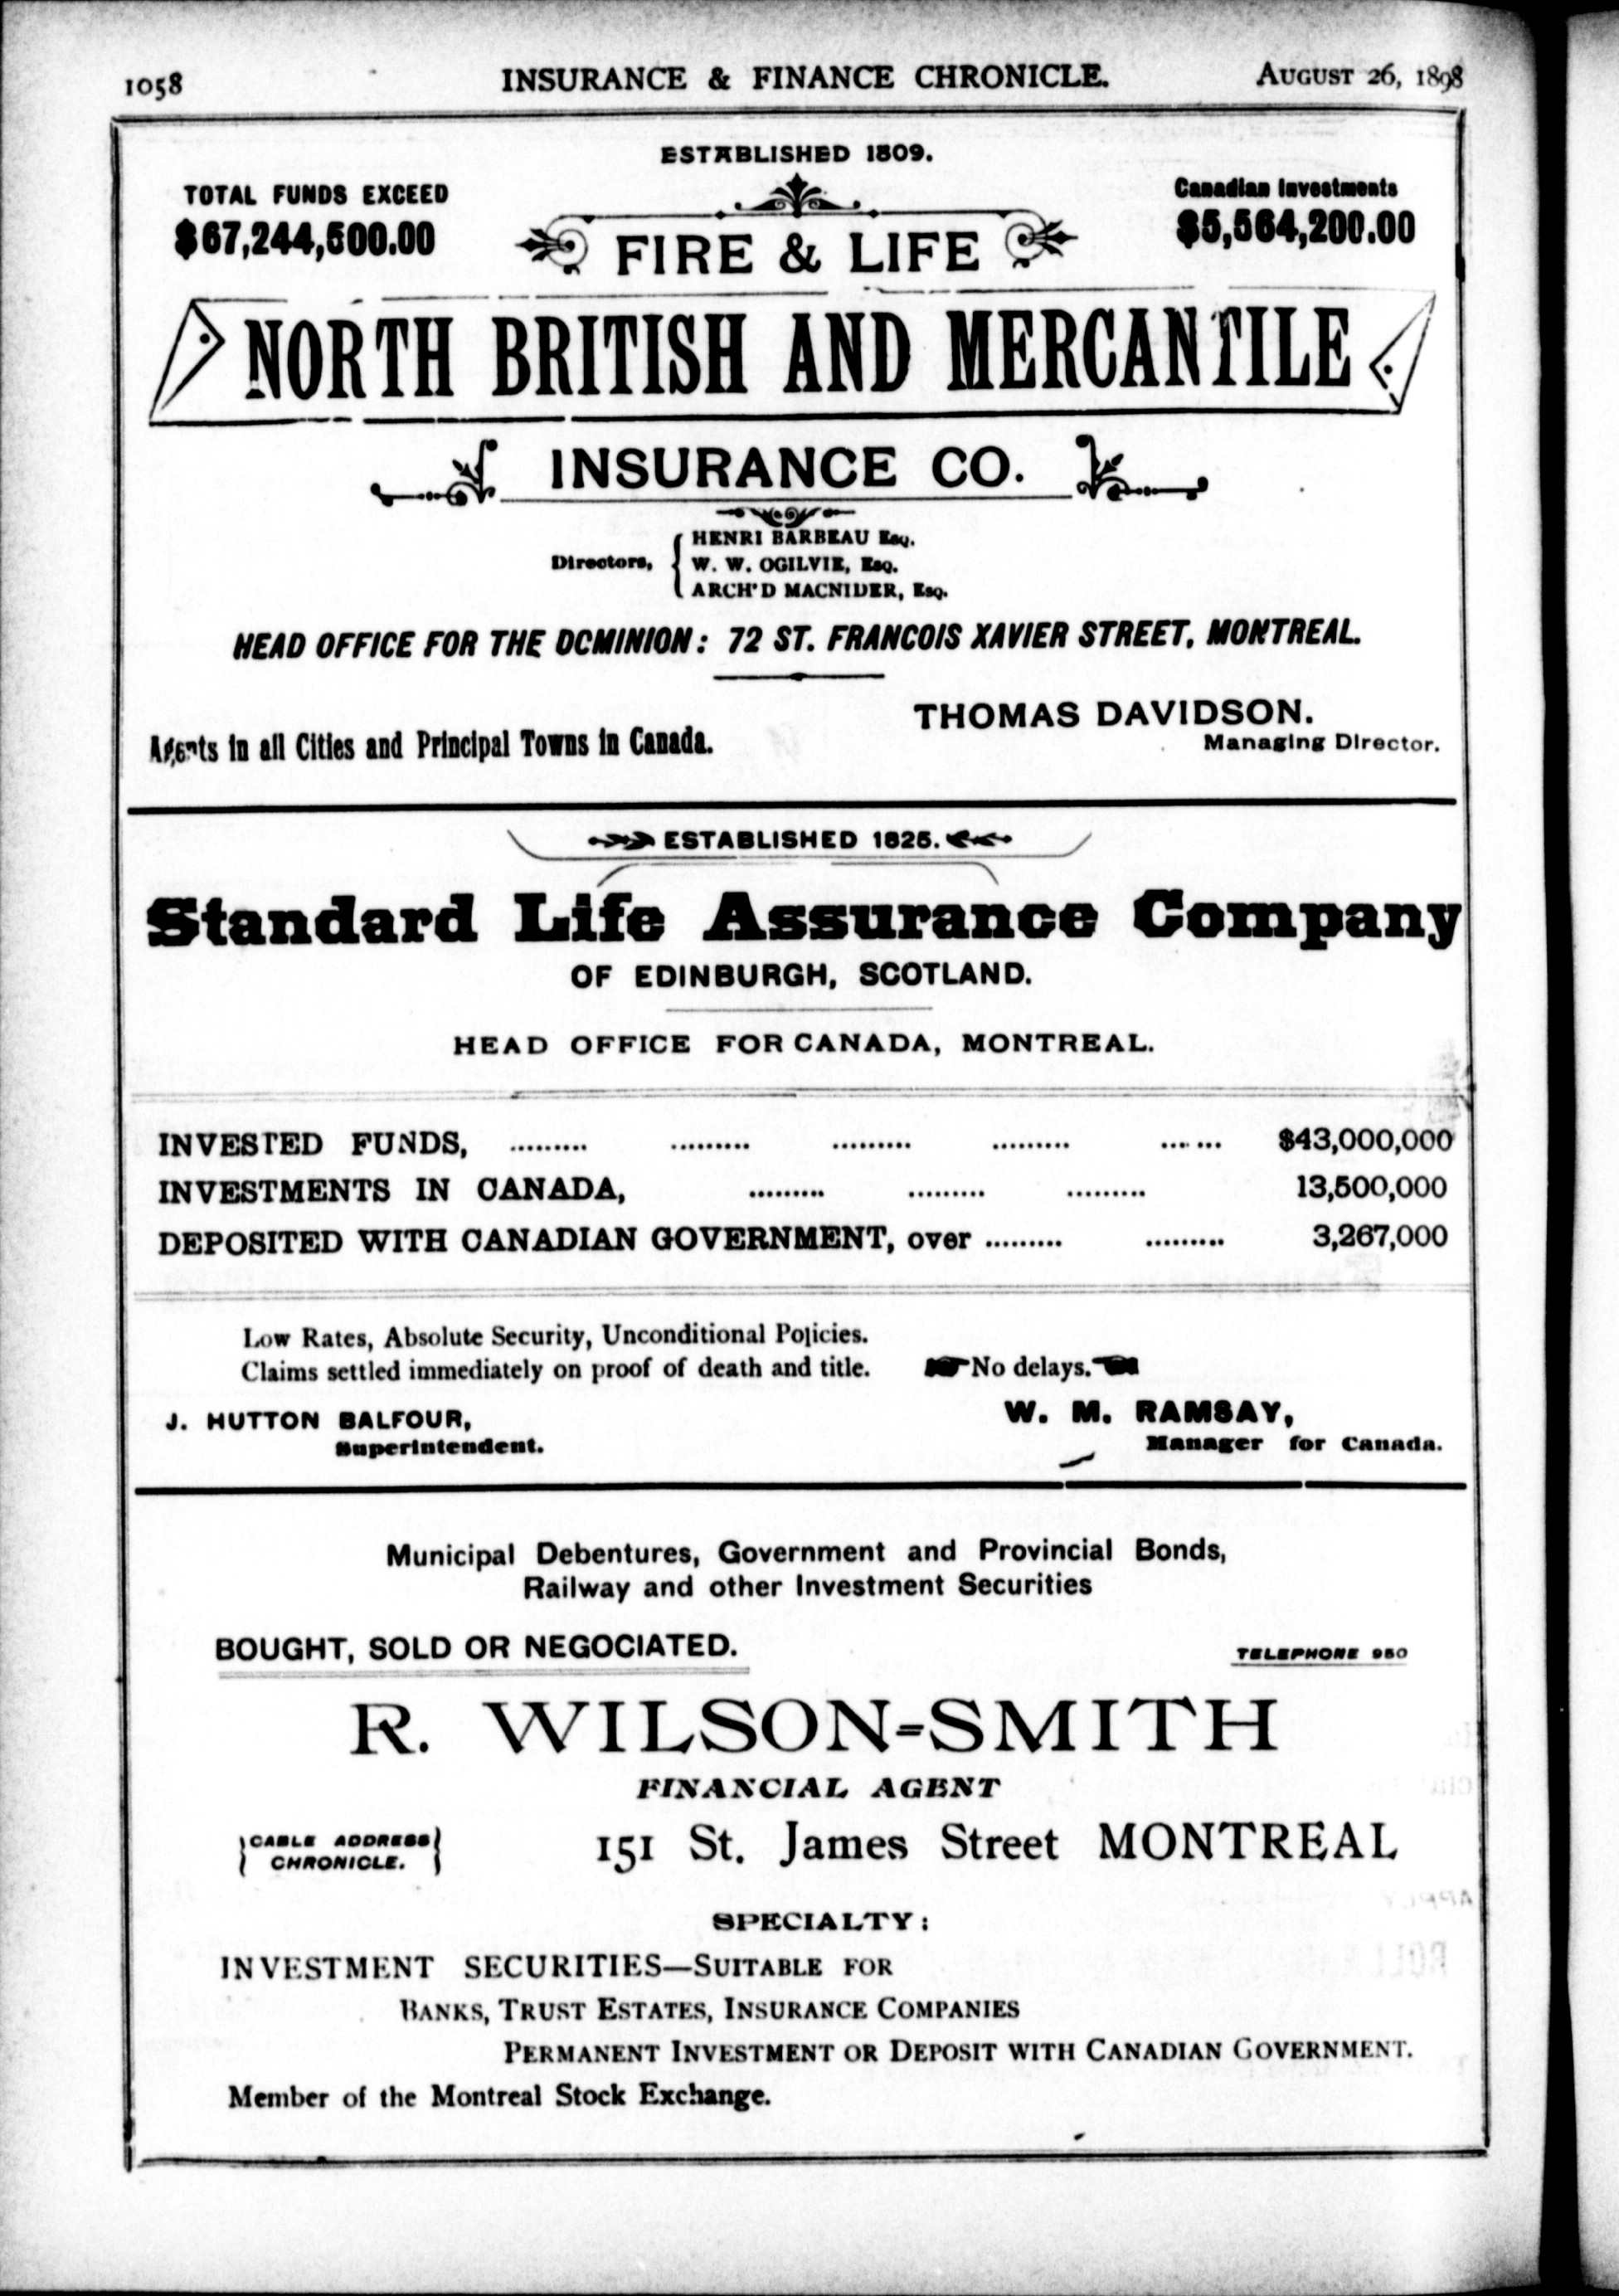 1058 INSURANCE & FINANCE CHRONICLE. AUGUST 26, 1898
ESTABLISHED 1809.
TOTAL FUNDS EXCEED
$67,244,500.00
Canadian Investments
$5,564,200.00
FIRE & LIFE
NORTH BRITISH AND MERCANTILE
INSURANCE CO.
Directors,
HENRI BARBEAU Esq.
W. W. OGILVIE, Esq.
ARCH'D MACNIDER, Esq.
HEAD OFFICE FOR THE DOMINION: 72 ST. FRANCOIS XAVIER STREET, MONTREAL.
Agents in all Cities and Principal Towns in Canada.
THOMAS DAVIDSON.
Managing Director.
ESTABLISHED 1825.
Standard Life Assurance Company
OF EDINBURGH, SCOTLAND.
HEAD OFFICE FOR CANADA, MONTREAL.
INVESTED FUNDS, ......... ......... ......... ......... ...... $43,000,000
INVESTMENTS IN CANADA, ......... ......... ......... 13,500,000
DEPOSITED WITH CANADIAN GOVERNMENT, over ......... ......... 3,267,000
Low Rates, Absolute Security, Unconditional Policies.
Claims settled immediately on proof of death and title. No delays.
J. HUTTON BALFOUR,
Superintendent.
W. M. RAMSAY,
Manager for Canada.
Municipal Debentures, Government and Provincial Bonds,
Railway and other Investment Securities
BOUGHT, SOLD OR NEGOCIATED.
TELEPHONE 950
R. WILSON-SMITH
FINANCIAL AGENT
CABLE ADDRESS
CHRONICLE.
151 St. James Street MONTREAL
SPECIALTY:
INVESTMENT SECURITIES—SUITABLE FOR
BANKS, TRUST ESTATES, INSURANCE COMPANIES
PERMANENT INVESTMENT OR DEPOSIT WITH CANADIAN GOVERNMENT.
Member of the Montreal Stock Exchange.